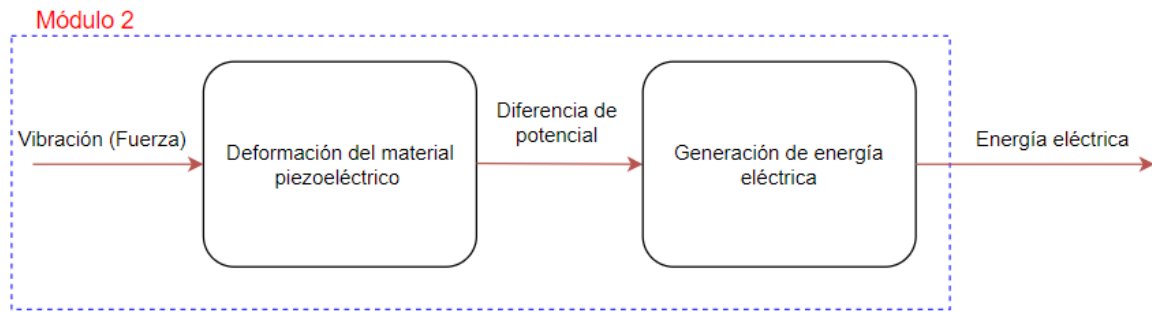 Módulo 2
Vibración (Fuerza)
Deformación del material
piezoeléctrico
Diferencia de
potencial
Generación de energía
eléctrica
Energía eléctrica